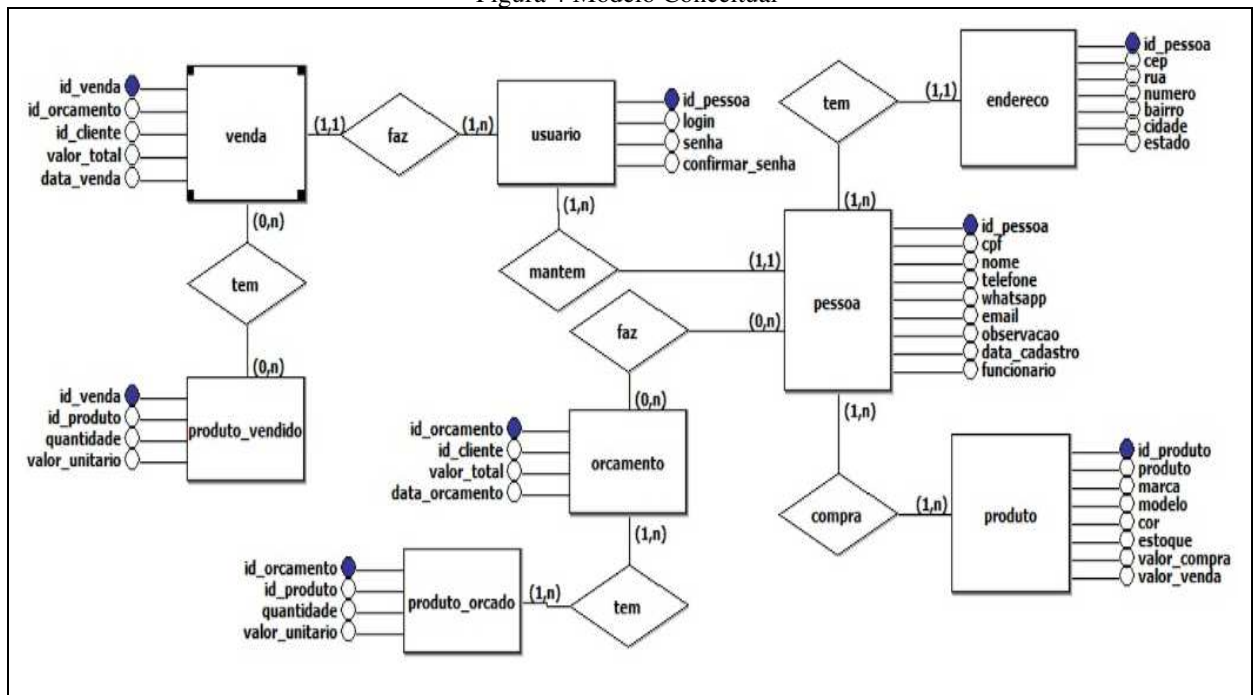 Figura 4 Modelo Conceitual
id_venda
id_orcamento
id_cliente
valor_total
data_venda
venda
(1,1)
faz
(1,n)
usuario
id_pessoa
login
senha
confirmar_senha
tem
(1,1)
endereco
id_pessoa
cep
rua
numero
bairro
cidade
estado
(0,n)
tem
(0,n)
(1,n)
mantem
(1,1)
(1,n)
pessoa
id_pessoa
cpf
nome
telefone
whatsapp
email
observacao
data_cadastro
funcionario
faz
(0,n)
(0,n)
id_venda
id_produto
quantidade
valor_unitario
produto_vendido
id_orcamento
id_cliente
valor_total
data_orcamento
orcamento
(1,n)
(1,n)
compra
(1,n)
produto
id_produto
produto
marca
modelo
cor
estoque
valor_compra
valor_venda
id_orcamento
id_produto
quantidade
valor_unitario
produto_orcado
(1,n)
tem